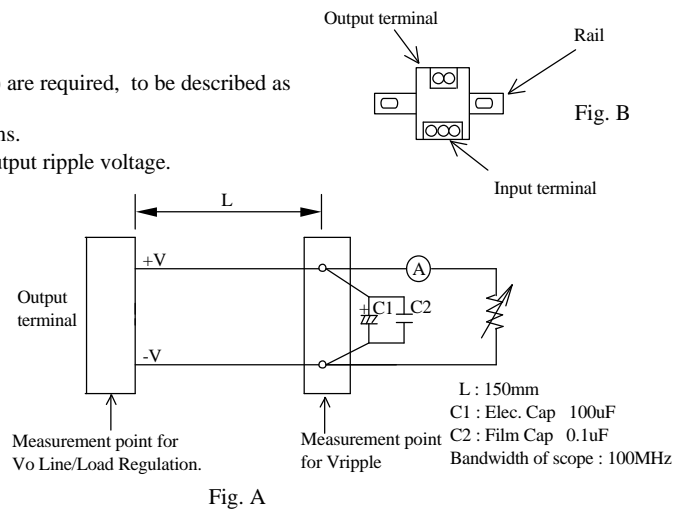 Output terminal
Rail
are required, to be described as
Fig. B
ns.
utput ripple voltage.
Input terminal
L
+V
A
Output
terminal
+ C1 C2
-V
L : 150mm
C1 : Elec. Cap 100uF
C2 : Film Cap 0.1uF
Bandwidth of scope : 100MHz
Measurement point for
Vo Line/Load Regulation.
Measurement point
for Vripple
Fig. A